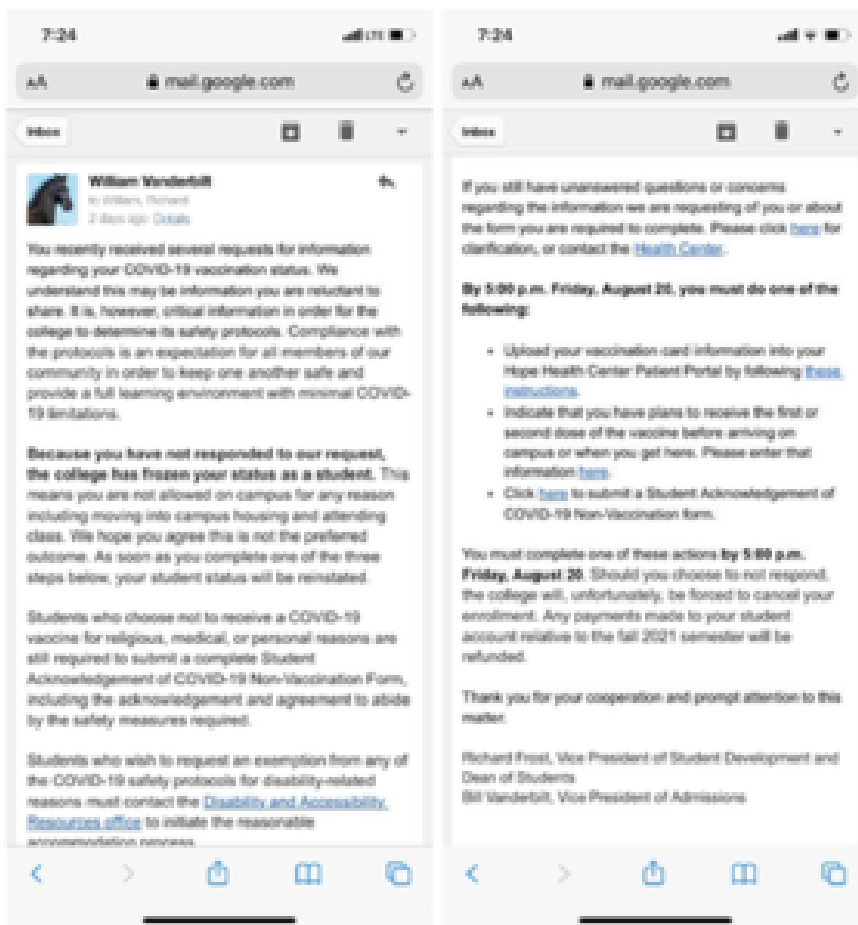 7:24
LTE
AA
mail.google.com
Inbox
William Vanderbilt
to William, Richard
2 days ago Details
You recently received several requests for information
regarding your COVID-19 vaccination status. We
understand this may be information you are reluctant to
share. It is, however, critical information in order for the
college to determine its safety protocols. Compliance with
the protocols is an expectation for all members of our
community in order to keep one another safe and
provide a full learning environment with minimal COVID-
19 limitations.
Because you have not responded to our request,
the college has frozen your status as a student. This
means you are not allowed on campus for any reason
including moving into campus housing and attending
class. We hope you agree this is not the preferred
outcome. As soon as you complete one of the three
steps below, your student status will be reinstated.
Students who choose not to receive a COVID-19
vaccine for religious, medical, or personal reasons are
still required to submit a complete Student
Acknowledgement of COVID-19 Non-Vaccination Form,
including the acknowledgement and agreement to abide
by the safety measures required.
Students who wish to request an exemption from any of
the COVID-19 safety protocols for disability-related
reasons must contact the Disability and Accessibility
Resources office to initiate the reasonable
accommodation process.
7:24
AA
mail.google.com
Inbox
If you still have unanswered questions or concerns
regarding the information we are requesting of you or about
the form you are required to complete. Please click here for
clarification, or contact the Health Center.
By 5:00 p.m. Friday, August 20, you must do one of the
following:
• Upload your vaccination card information into your
Hope Health Center Patient Portal by following these
instructions.
• Indicate that you have plans to receive the first or
second dose of the vaccine before arriving on
campus or when you get here. Please enter that
information here.
• Click here to submit a Student Acknowledgement of
COVID-19 Non-Vaccination form.
You must complete one of these actions by 5:00 p.m.
Friday, August 20. Should you choose to not respond,
the college will, unfortunately, be forced to cancel your
enrollment. Any payments made to your student
account relative to the fall 2021 semester will be
refunded.
Thank you for your cooperation and prompt attention to this
matter.
Richard Frost, Vice President of Student Development and
Dean of Students
Bill Vanderbilt, Vice President of Admissions